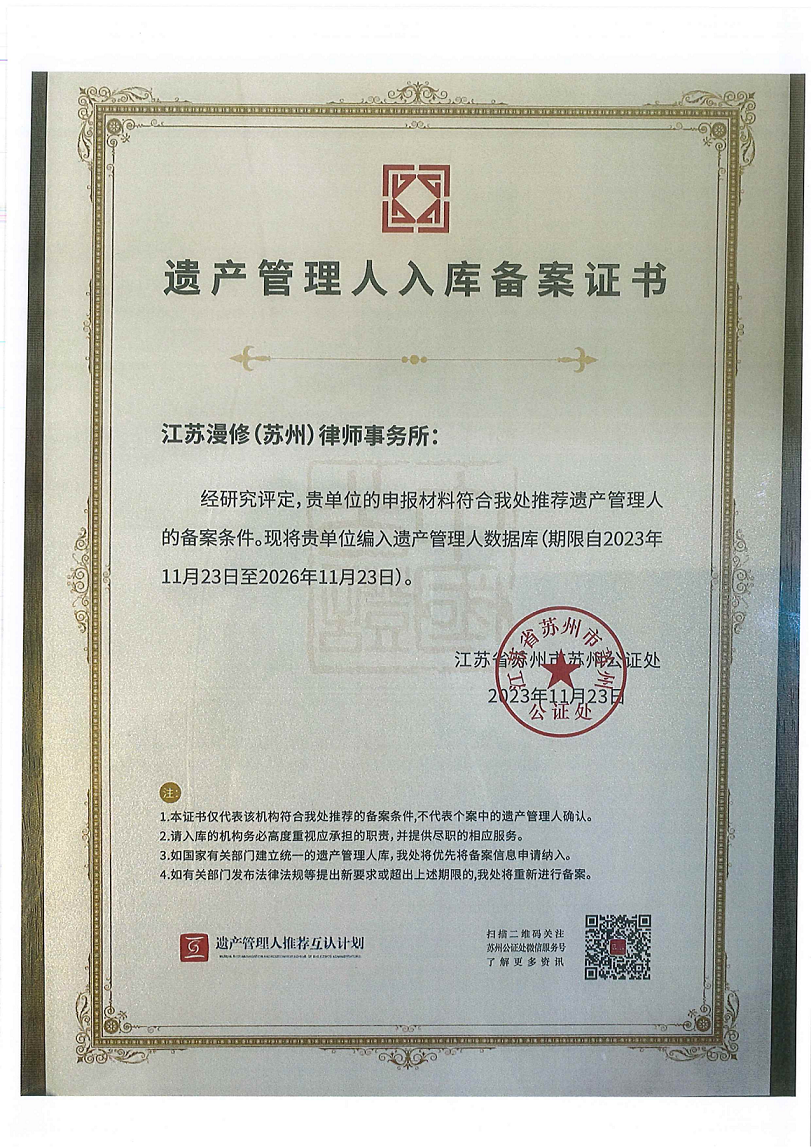 遗产管理人入库备案证书
江苏漫修(苏州)律师事务所:
经研究评定,贵单位的申报材料符合我处推荐遗产管理人
的备案条件。现将贵单位编入遗产管理人数据库(期限自2023年
11月23日至2026年11月23日)。
江苏省苏州市苏州公证处
2023年11月23日
江苏省苏州市苏州
公证处
注:
1.本证书仅代表该机构符合我处推荐的备案条件,不代表个案中的遗产管理人确认。
2.请入库的机构务必高度重视应承担的职责,并提供尽职的相应服务。
3.如国家有关部门建立统一的遗产管理人库,我处将优先将备案信息申请纳入。
4.如有关部门发布法律法规等提出新要求或超出上述期限的,我处将重新进行备案。
遗产管理人推荐互认计划
扫描二维码关注
苏州公证处微信服务号
了解更多资讯